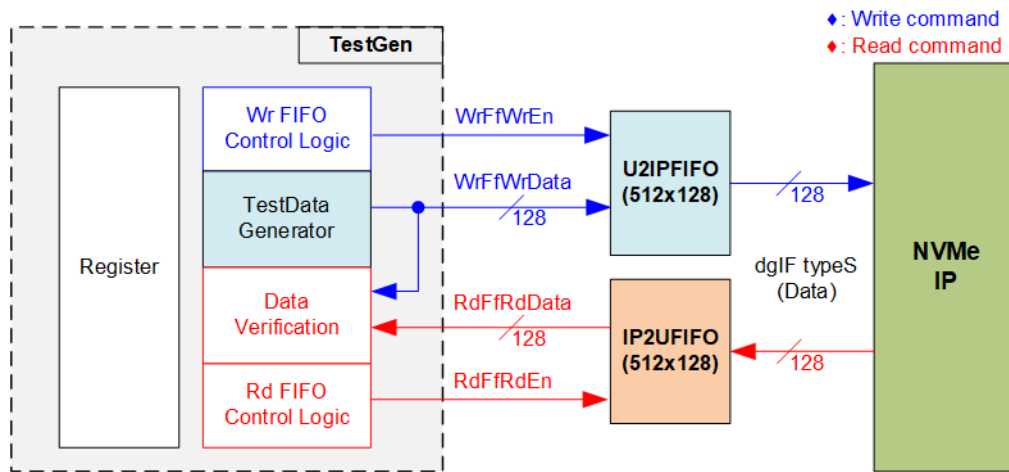 ♦: Write command
♦: Read command
TestGen
Register
Wr FIFO
Control Logic
TestData
Generator
Data
Verification
Rd FIFO
Control Logic
WrFfWrEn
WrFfWrData
128
RdFfRdData
128
RdFfRdEn
U2IPFIFO
(512x128)
IP2UFIFO
(512x128)
128
dgIF typeS
(Data)
128
NVMe
IP